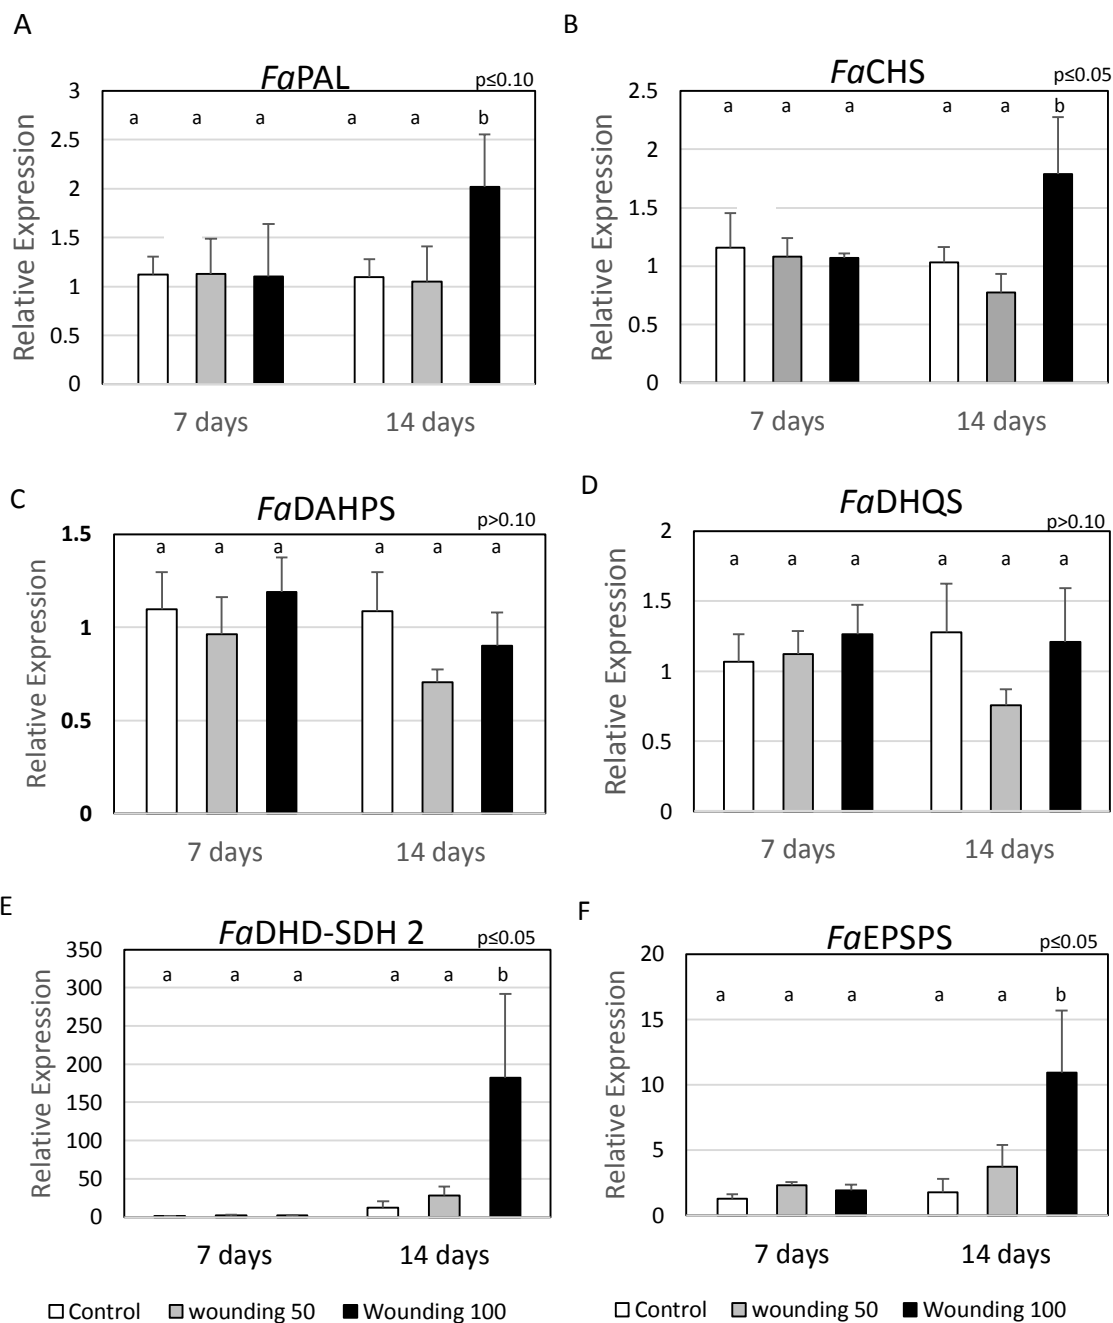 A
FaPAL
p≤0.10
3
2.5
2
1.5
1
0.5
0
Relative Expression
a a a a a b
7 days 14 days
B
FaCHS
p≤0.05
2.5
2
1.5
1
0.5
0
Relative Expression
a a a a a b
7 days 14 days
C
FaDAHPS
p>0.10
1.5
1
0.5
0
Relative Expression
a a a a a a
7 days 14 days
D
FaDHQS
p>0.10
2
1.5
1
0.5
0
Relative Expression
a a a a a a
7 days 14 days
E
FaDHD-SDH 2
p≤0.05
350
300
250
200
150
100
50
0
Relative Expression
a a a a a b
7 days 14 days
Control wounding 50 Wounding 100
F
FaEPSPS
p≤0.05
20
15
10
5
0
Relative Expression
a a a a a b
7 days 14 days
Control wounding 50 Wounding 100